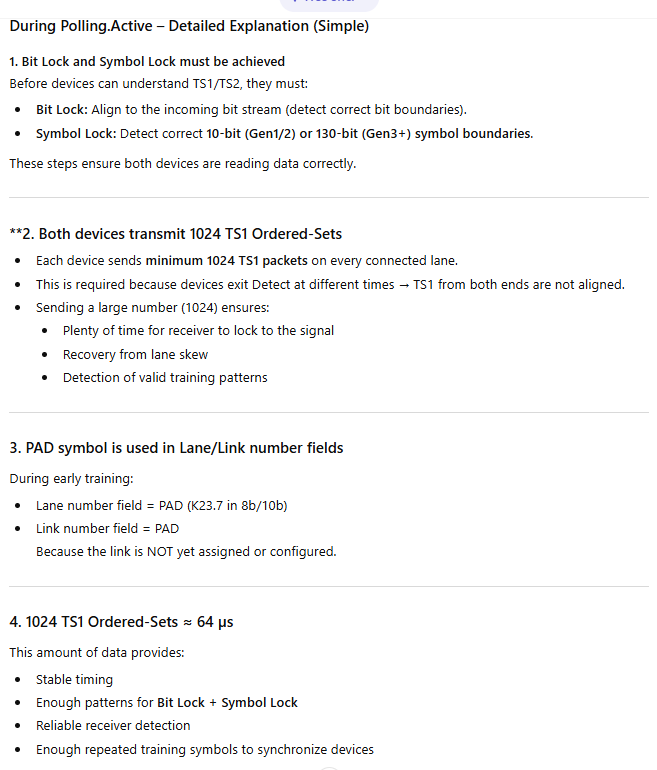 During Polling.Active – Detailed Explanation (Simple)
1. Bit Lock and Symbol Lock must be achieved
Before devices can understand TS1/TS2, they must:
• Bit Lock: Align to the incoming bit stream (detect correct bit boundaries).
• Symbol Lock: Detect correct 10-bit (Gen1/2) or 130-bit (Gen3+) symbol boundaries.
These steps ensure both devices are reading data correctly.
**2. Both devices transmit 1024 TS1 Ordered-Sets
• Each device sends minimum 1024 TS1 packets on every connected lane.
• This is required because devices exit Detect at different times → TS1 from both ends are not aligned.
• Sending a large number (1024) ensures:
• Plenty of time for receiver to lock to the signal
• Recovery from lane skew
• Detection of valid training patterns
3. PAD symbol is used in Lane/Link number fields
During early training:
• Lane number field = PAD (K23.7 in 8b/10b)
• Link number field = PAD
Because the link is NOT yet assigned or configured.
4. 1024 TS1 Ordered-Sets ≈ 64 µs
This amount of data provides:
• Stable timing
• Enough patterns for Bit Lock + Symbol Lock
• Reliable receiver detection
• Enough repeated training symbols to synchronize devices